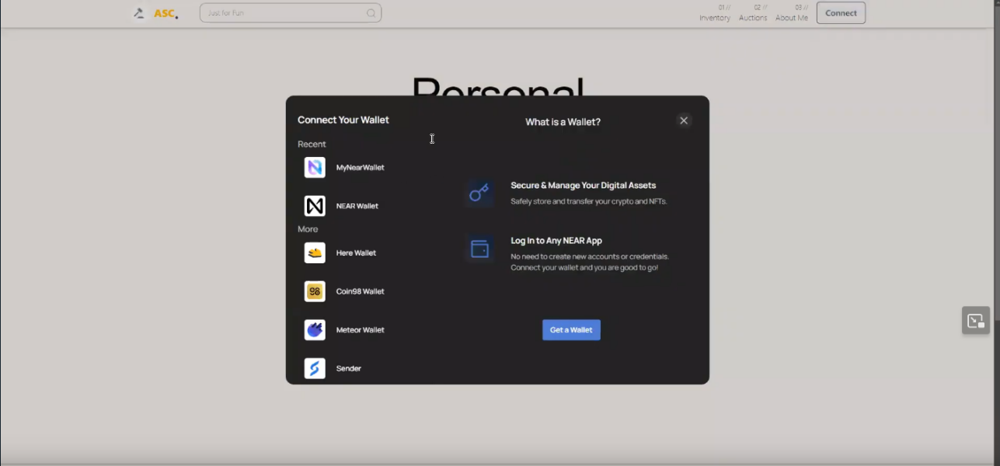 ASC.
Just for Fun
01 //
Inventory
02 //
Auctions
03 //
About Me
Connect
Personal
Connect Your Wallet
Recent
MyNearWallet
NEAR Wallet
More
Here Wallet
98
Coin98 Wallet
Meteor Wallet
Sender
What is a Wallet?
Secure & Manage Your Digital Assets
Safely store and transfer your crypto and NFTs.
Log In to Any NEAR App
No need to create new accounts or credentials.
Connect your wallet and you are good to go!
Get a Wallet